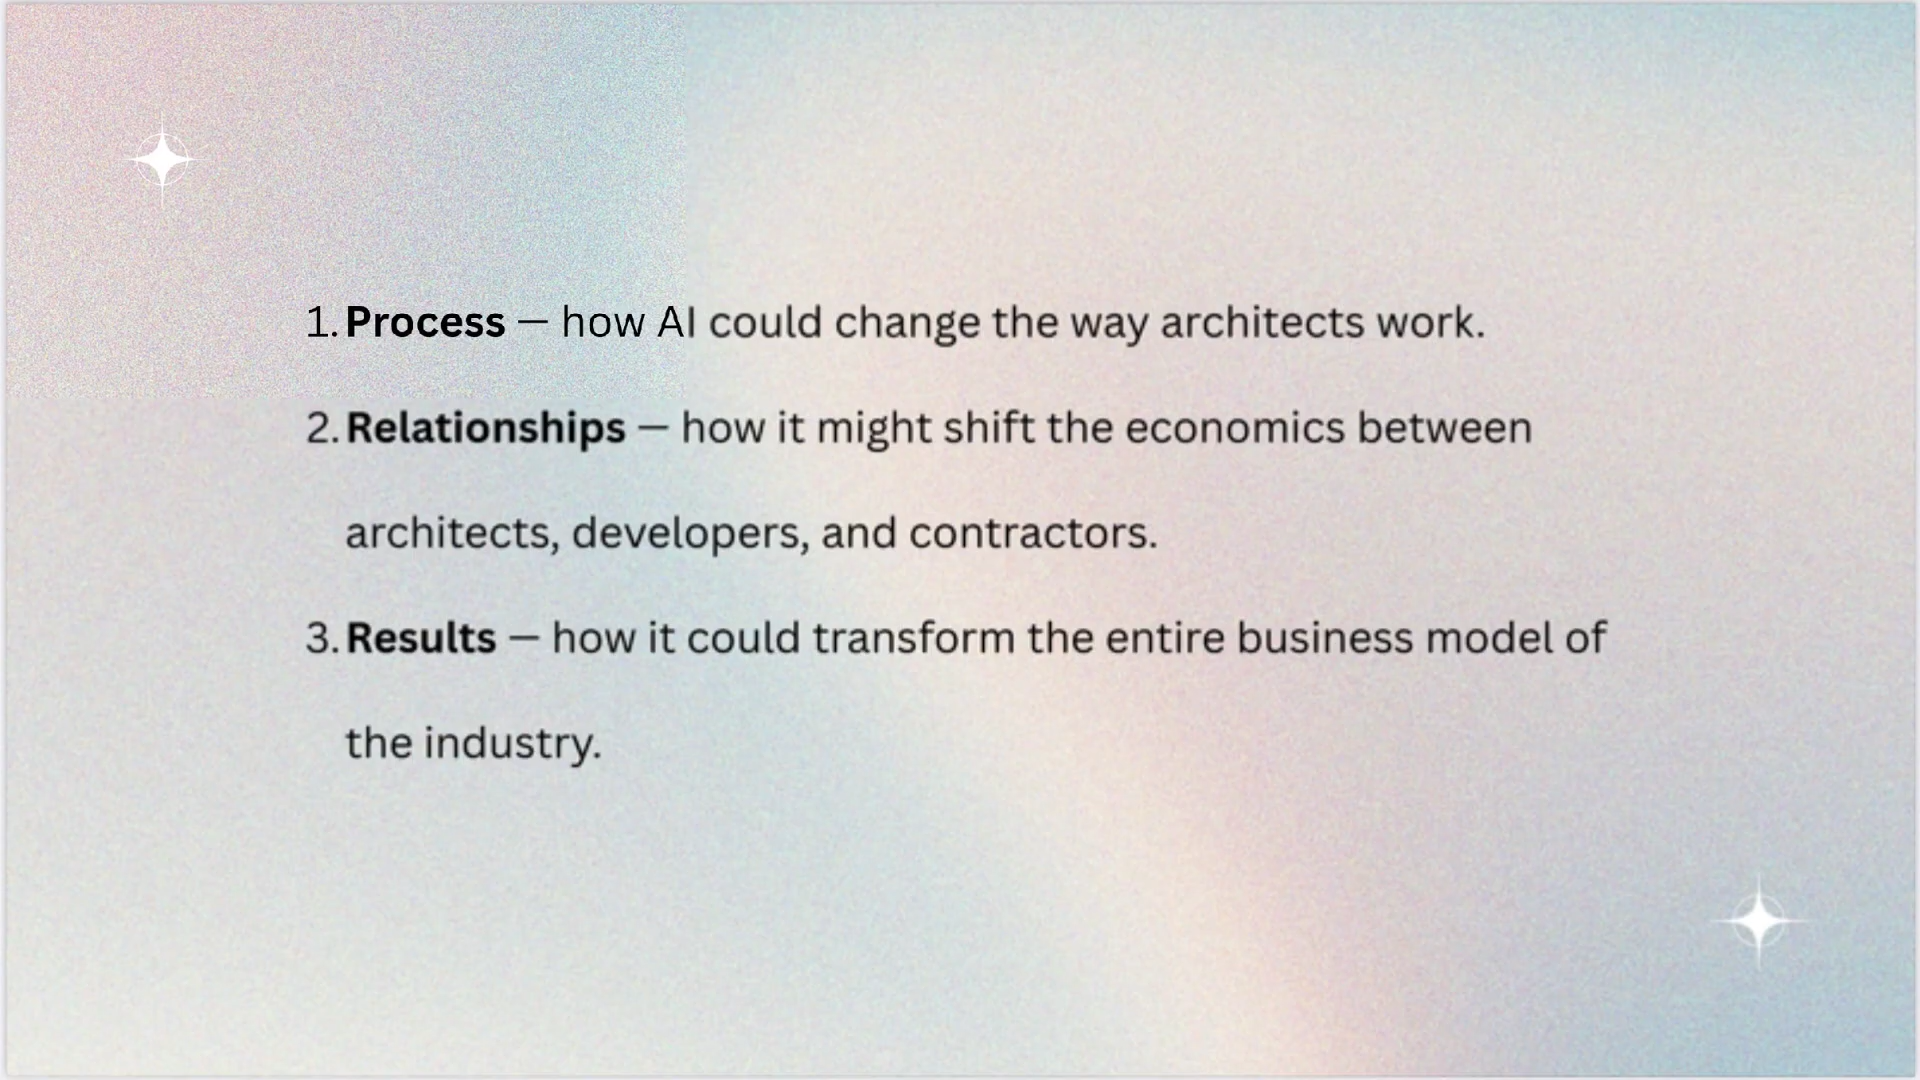 1. Process — how AI could change the way architects work.
2. Relationships — how it might shift the economics between
architects, developers, and contractors.
3. Results — how it could transform the entire business model of
the industry.